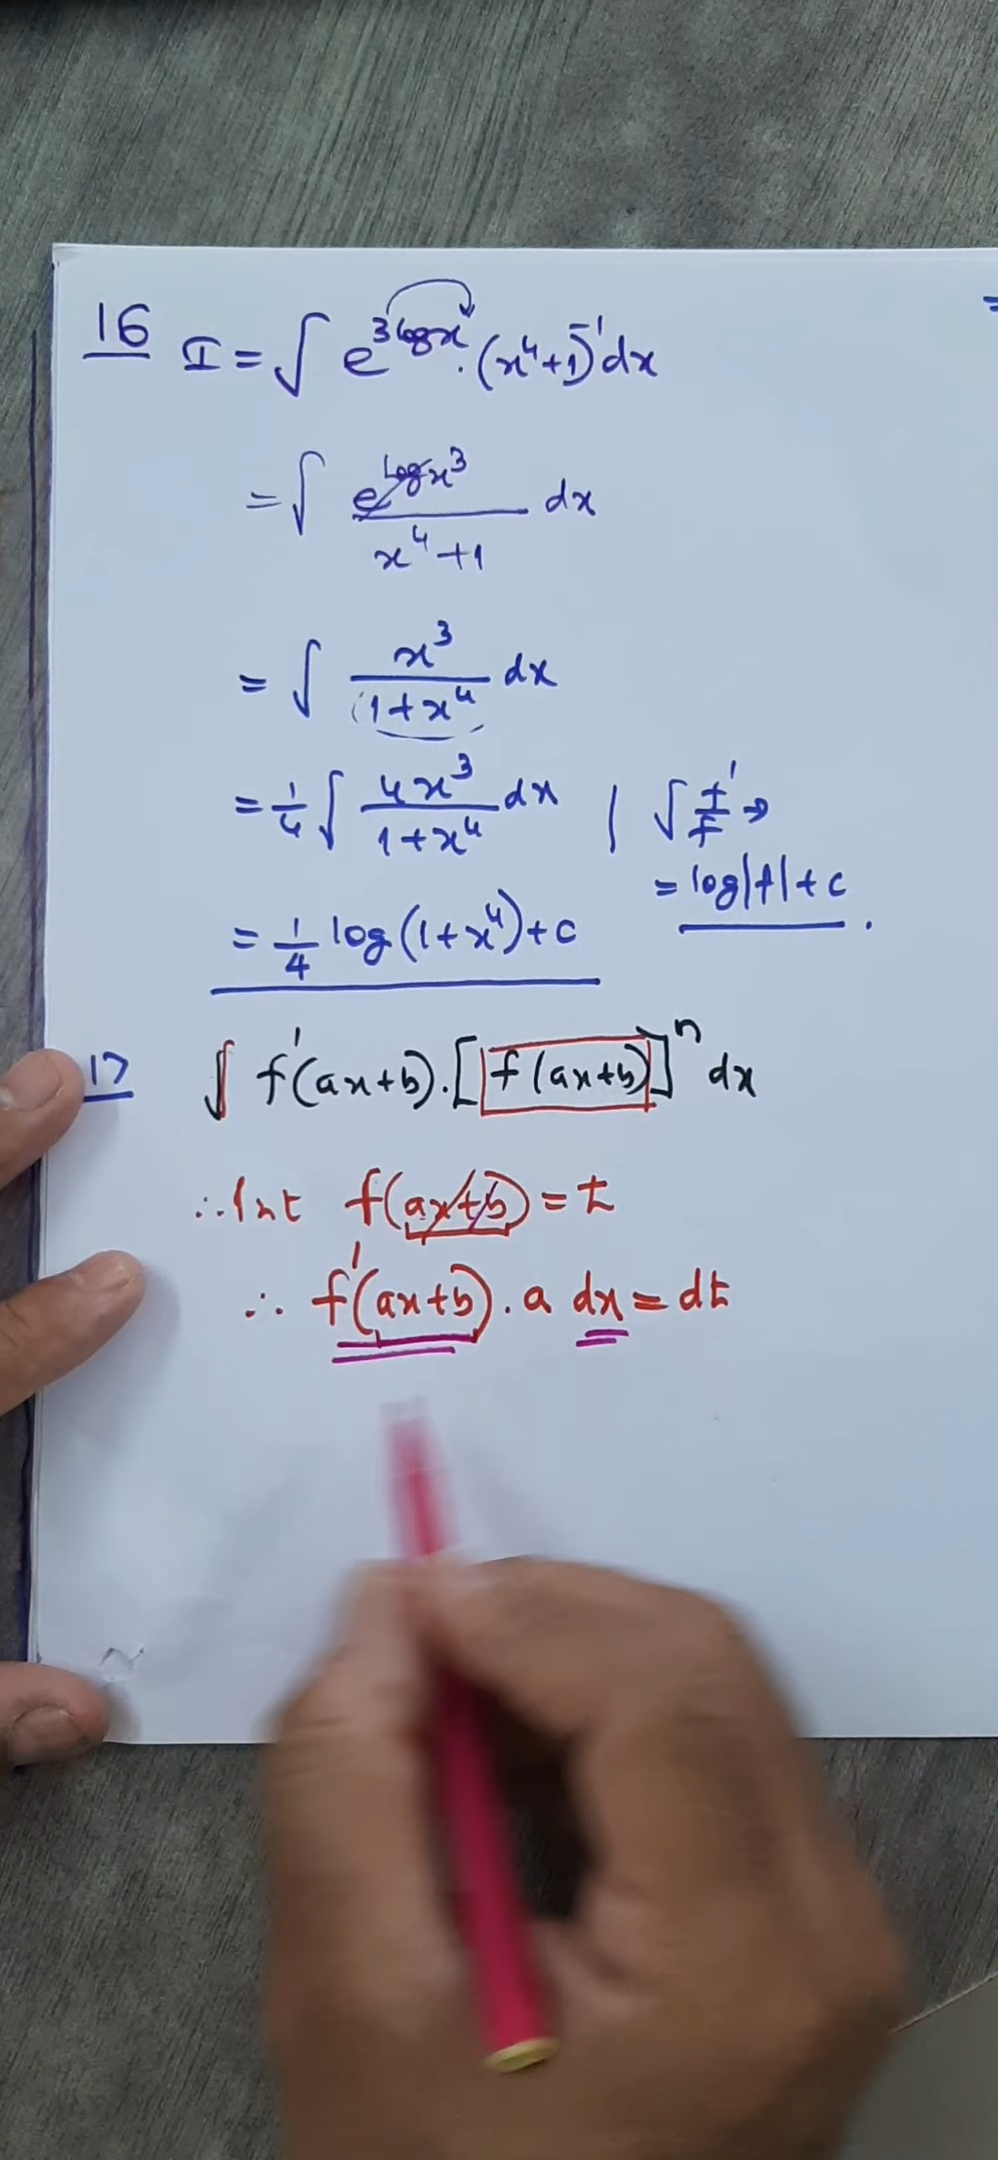 16 I = ∫ e^{3 log x} . (x⁴+1)⁻¹ dx
= ∫ e^{log x³} / x⁴+1 dx
= ∫ x³ / (1+x⁴) dx
= 1/4 ∫ 4x³ / 1+x⁴ dx | ∫ f'/f →
= log|f| + c .
= 1/4 log(1+x⁴)+c
17 ∫ f'(ax+b).[f(ax+b)]ⁿ dx
f(ax+b) = t
∴ f'(ax+b). a dx = dt